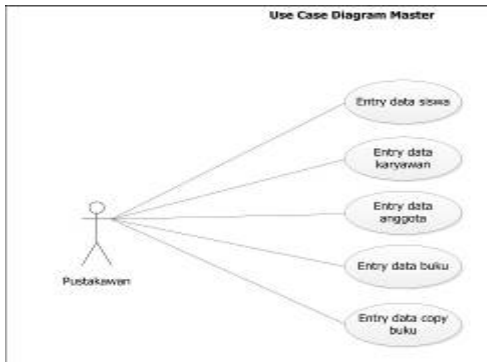 Use Case Diagram Master
Entry data siswa
Entry data
karyawan
Entry data
anggota
Entry data buku
Entry data copy
buku
Pustakawan